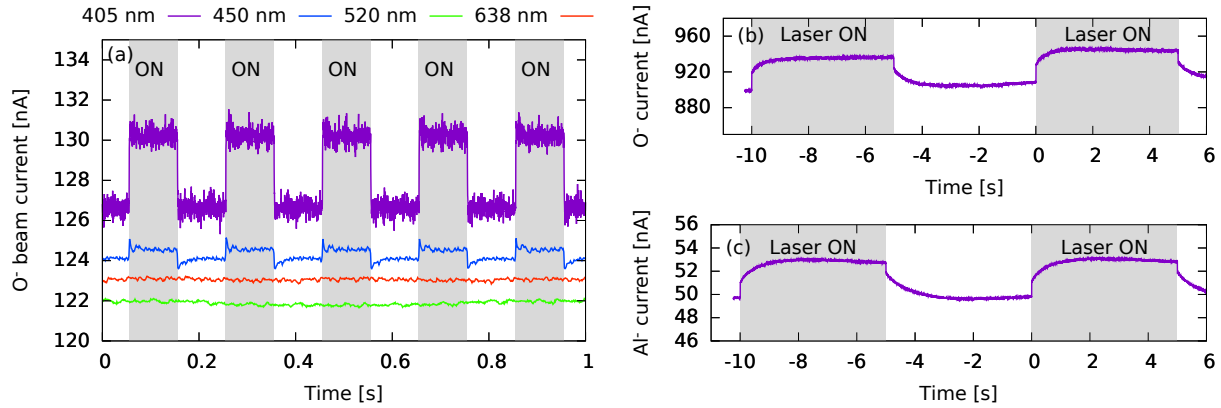 405 nm 450 nm 520 nm 638 nm
(a)
ON ON ON ON ON
O⁻ beam current [nA]
134
132
130
128
126
124
122
120
0 0.2 0.4 0.6 0.8 1
Time [s]
(b)
Laser ON Laser ON
O⁻ current [nA]
960
920
880
-10 -8 -6 -4 -2 0 2 4 6
Time [s]
(c)
Laser ON Laser ON
Al⁻ current [nA]
56
54
52
50
48
46
-10 -8 -6 -4 -2 0 2 4 6
Time [s]